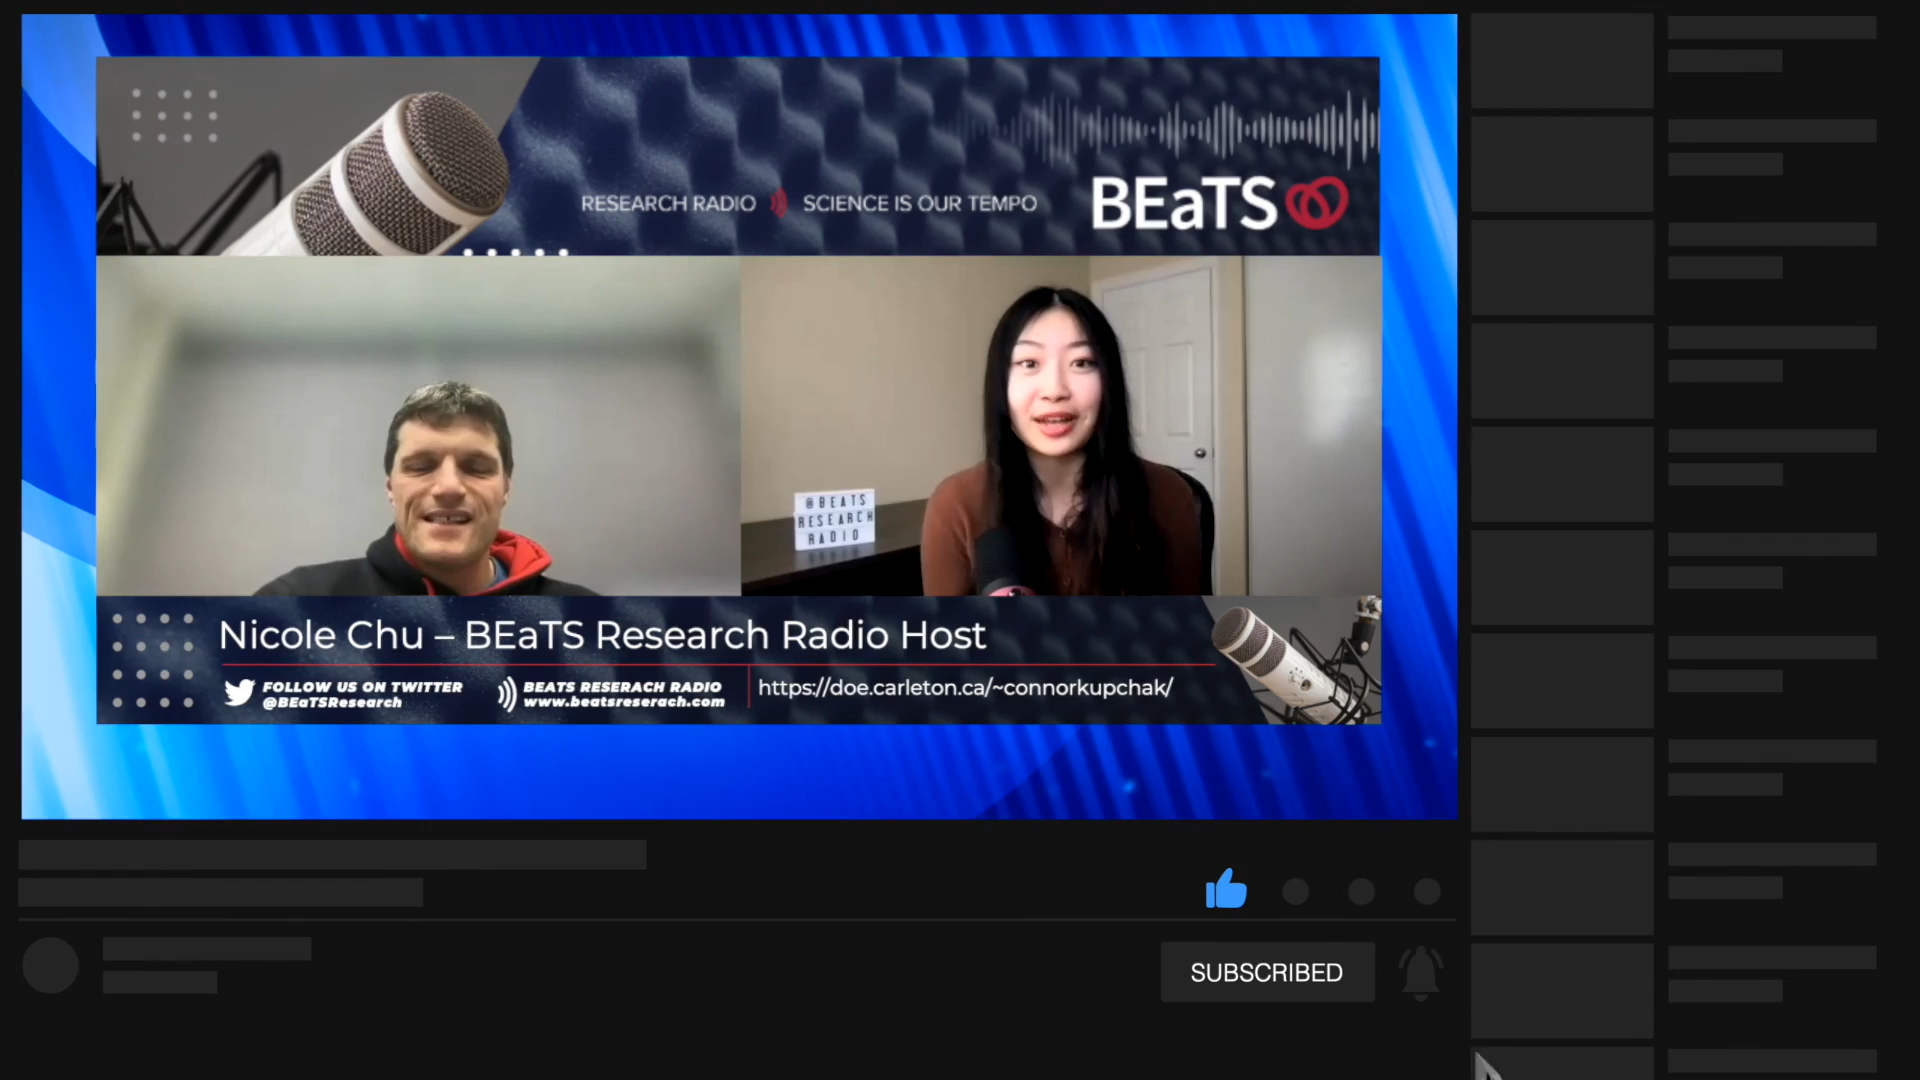 RESEARCH RADIO SCIENCE IS OUR TEMPO
BEaTS
@BEATS
RESEARCH
RADIO
Nicole Chu – BEaTS Research Radio Host
FOLLOW US ON TWITTER
@BEaTSResearch
BEATS RESERACH RADIO
www.beatsreserach.com
https://doe.carleton.ca/~connorkupchak/
SUBSCRIBED